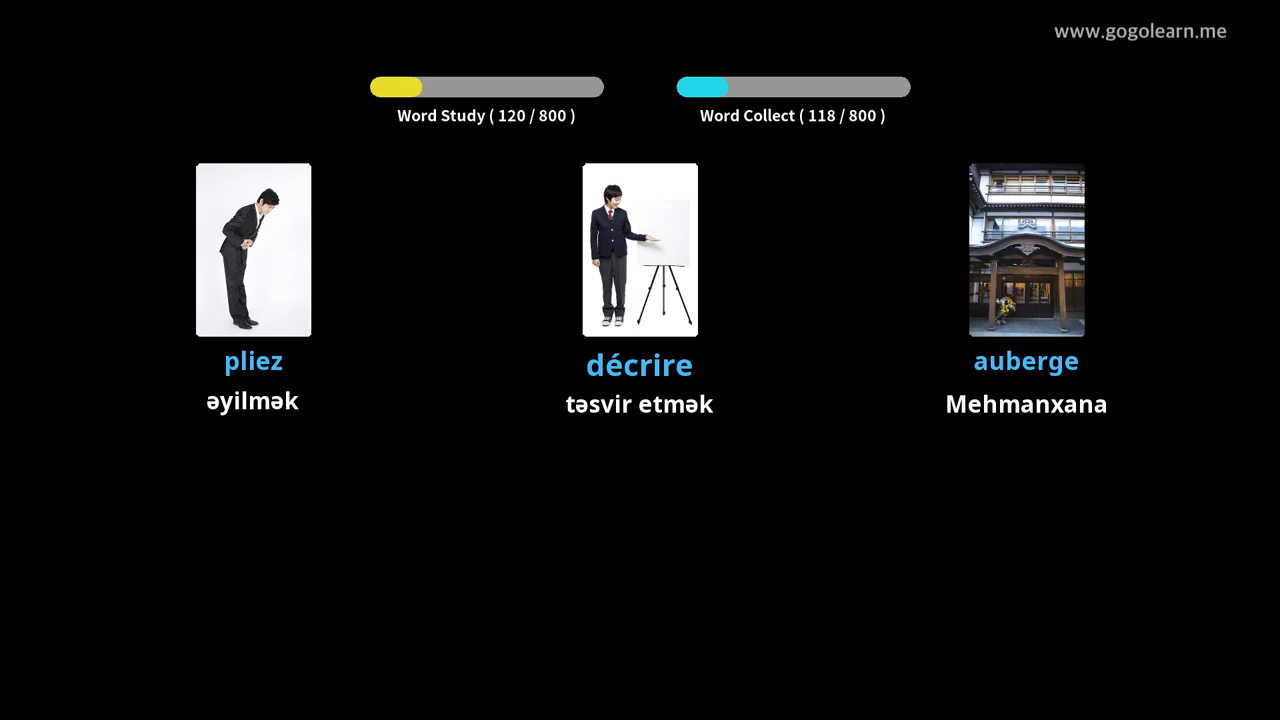 www.gogolearn.me
Word Study ( 120 / 800 )
Word Collect ( 118 / 800 )
pliez
décrire
auberge
əyilmək
təsvir etmək
Mehmanxana